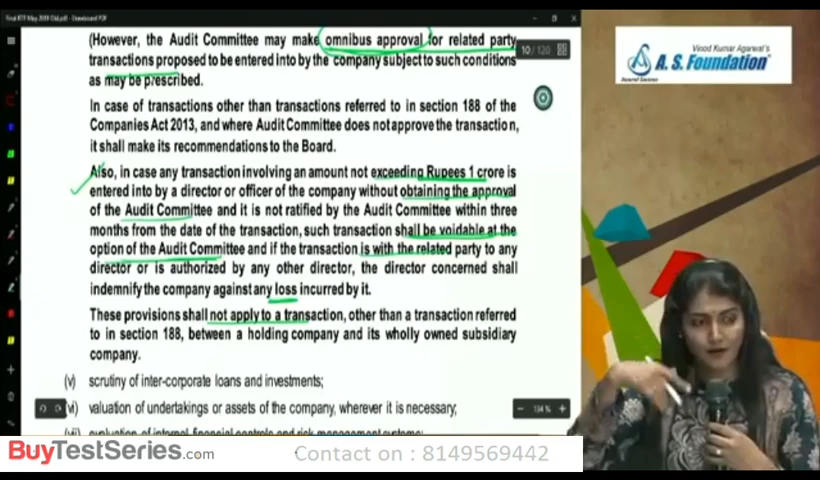 Final RTP May 2019 Old.pdf - Drawboard PDF
(However, the Audit Committee may make omnibus approval for related party
transactions proposed to be entered into by the company subject to such conditions
as may be prescribed.
10 / 120
In case of transactions other than transactions referred to in section 188 of the
Companies Act 2013, and where Audit Committee does not approve the transaction,
it shall make its recommendations to the Board.
Also, in case any transaction involving an amount not exceeding Rupees 1 crore is
entered into by a director or officer of the company without obtaining the approval
of the Audit Committee and it is not ratified by the Audit Committee within three
months from the date of the transaction, such transaction shall be voidable at the
option of the Audit Committee and if the transaction is with the related party to any
director or is authorized by any other director, the director concerned shall
indemnify the company against any loss incurred by it.
These provisions shall not apply to a transaction, other than a transaction referred
to in section 188, between a holding company and its wholly owned subsidiary
company.
(v) scrutiny of inter-corporate loans and investments;
(vi) valuation of undertakings or assets of the company, wherever it is necessary;
134 %
(vii) evaluation of internal financial controls and risk management systems;
Vinod Kumar Agarwal's
A. S. Foundation
BuyTestSeries.com
Contact on : 8149569442